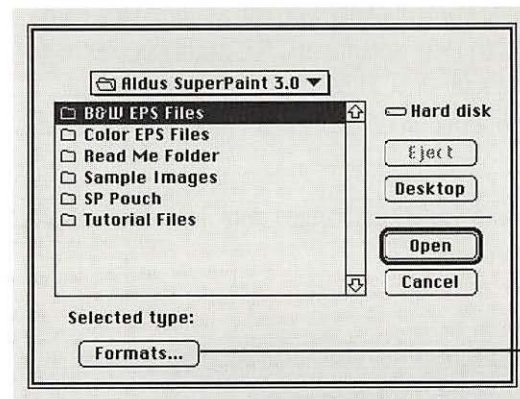 Aldus SuperPaint 3.0
B&W EPS Files
Color EPS Files
Read Me Folder
Sample Images
SP Pouch
Tutorial Files
Hard disk
Eject
Desktop
Open
Cancel
Selected type:
Formats...